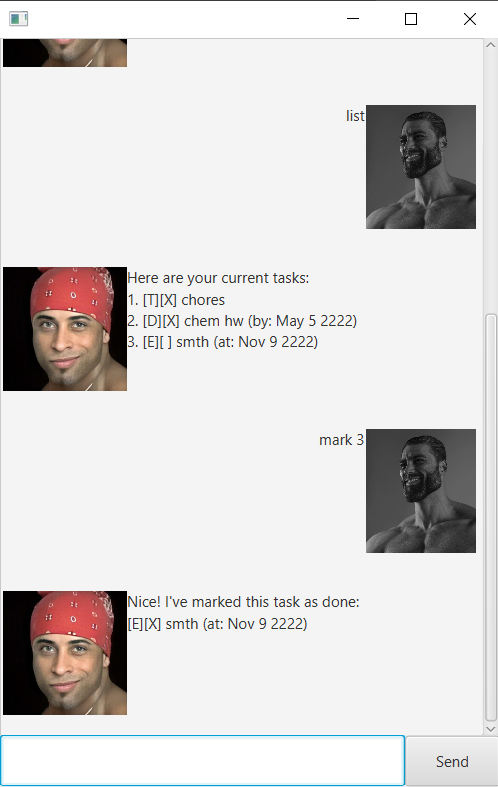 list
Here are your current tasks:
1. [T][X] chores
2. [D][X] chem hw (by: May 5 2222)
3. [E][ ] smth (at: Nov 9 2222)
mark 3
Nice! I've marked this task as done:
[E][X] smth (at: Nov 9 2222)
Send